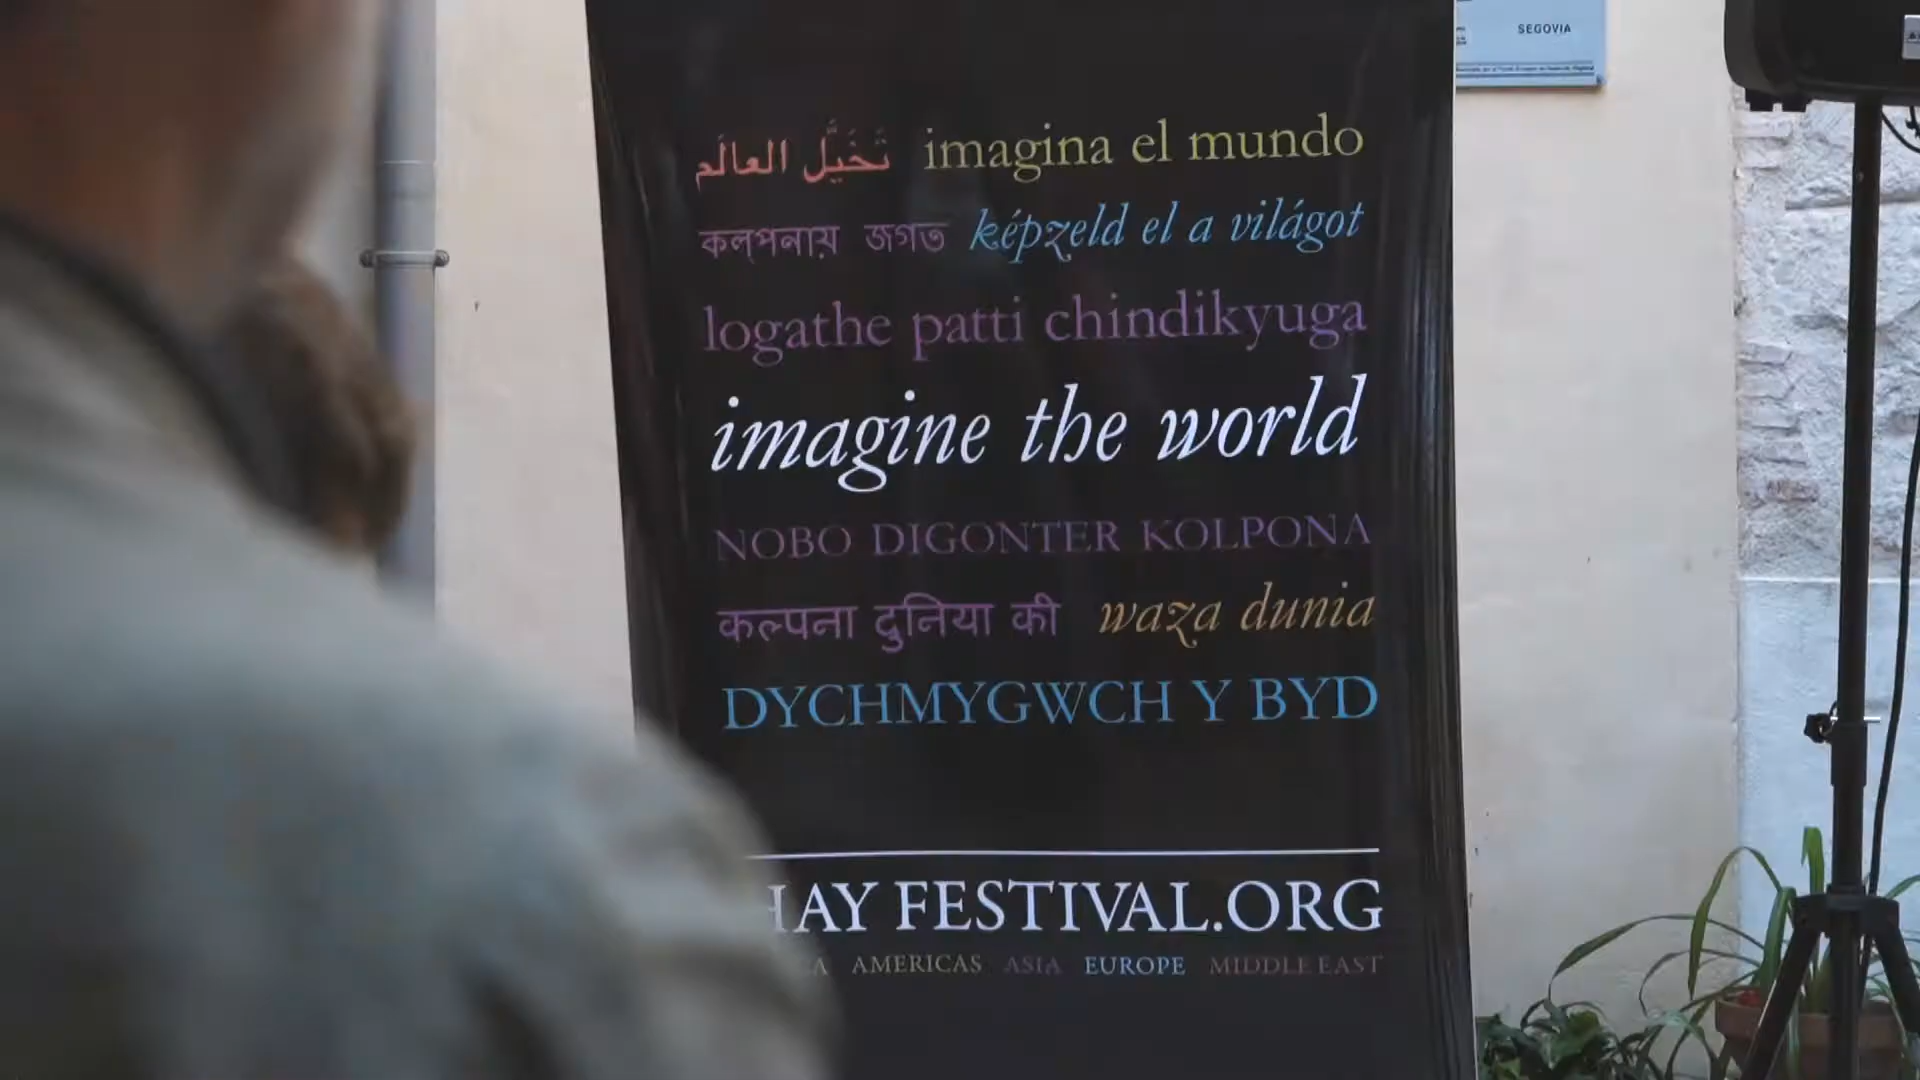 تَخَيَّل العالَم imagina el mundo
কল্পনায় জগত képzeld el a világot
logathe patti chindikyuga
imagine the world
NOBO DIGONTER KOLPONA
कल्पना दुनिया की waza dunia
DYCHMYGWCH Y BYD
HAY FESTIVAL.ORG
AMERICAS ASIA EUROPE MIDDLE EAST
SEGOVIA